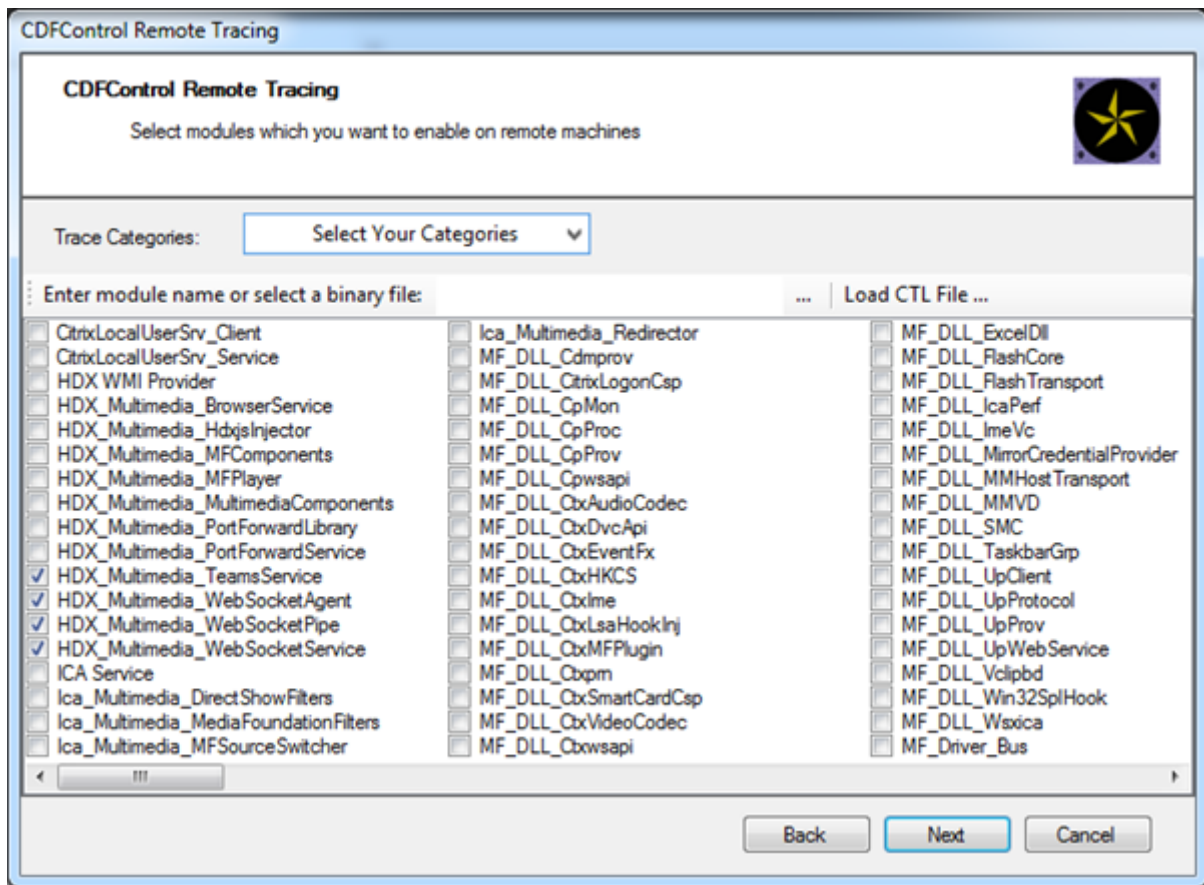 CDFControl Remote Tracing
CDFControl Remote Tracing
Select modules which you want to enable on remote machines
Trace Categories: Select Your Categories
Enter module name or select a binary file: ... Load CTL File ...
CitrixLocalUserSrv_Client
CitrixLocalUserSrv_Service
HDX WMI Provider
HDX_Multimedia_BrowserService
HDX_Multimedia_HdxjsInjector
HDX_Multimedia_MFComponents
HDX_Multimedia_MFPlayer
HDX_Multimedia_MultimediaComponents
HDX_Multimedia_PortForwardLibrary
HDX_Multimedia_PortForwardService
HDX_Multimedia_TeamsService
HDX_Multimedia_WebSocketAgent
HDX_Multimedia_WebSocketPipe
HDX_Multimedia_WebSocketService
ICA Service
Ica_Multimedia_DirectShowFilters
Ica_Multimedia_MediaFoundationFilters
Ica_Multimedia_MFSourceSwitcher
Ica_Multimedia_Redirector
MF_DLL_Cdmprov
MF_DLL_CitrixLogonCsp
MF_DLL_CpMon
MF_DLL_CpProc
MF_DLL_CpProv
MF_DLL_Cpwsapi
MF_DLL_CtxAudioCodec
MF_DLL_CtxDvcApi
MF_DLL_CtxEventFx
MF_DLL_CtxHKCS
MF_DLL_CtxIme
MF_DLL_CtxLsaHookInj
MF_DLL_CtxMFPlugin
MF_DLL_Ctxprn
MF_DLL_CtxSmartCardCsp
MF_DLL_CtxVideoCodec
MF_DLL_Ctxwsapi
MF_DLL_ExcelDll
MF_DLL_FlashCore
MF_DLL_FlashTransport
MF_DLL_IcaPerf
MF_DLL_ImeVc
MF_DLL_MirrorCredentialProvider
MF_DLL_MMHostTransport
MF_DLL_MMVD
MF_DLL_SMC
MF_DLL_TaskbarGrp
MF_DLL_UpClient
MF_DLL_UpProtocol
MF_DLL_UpProv
MF_DLL_UpWebService
MF_DLL_Vclipbd
MF_DLL_Win32SplHook
MF_DLL_Wsxica
MF_Driver_Bus
Back Next Cancel